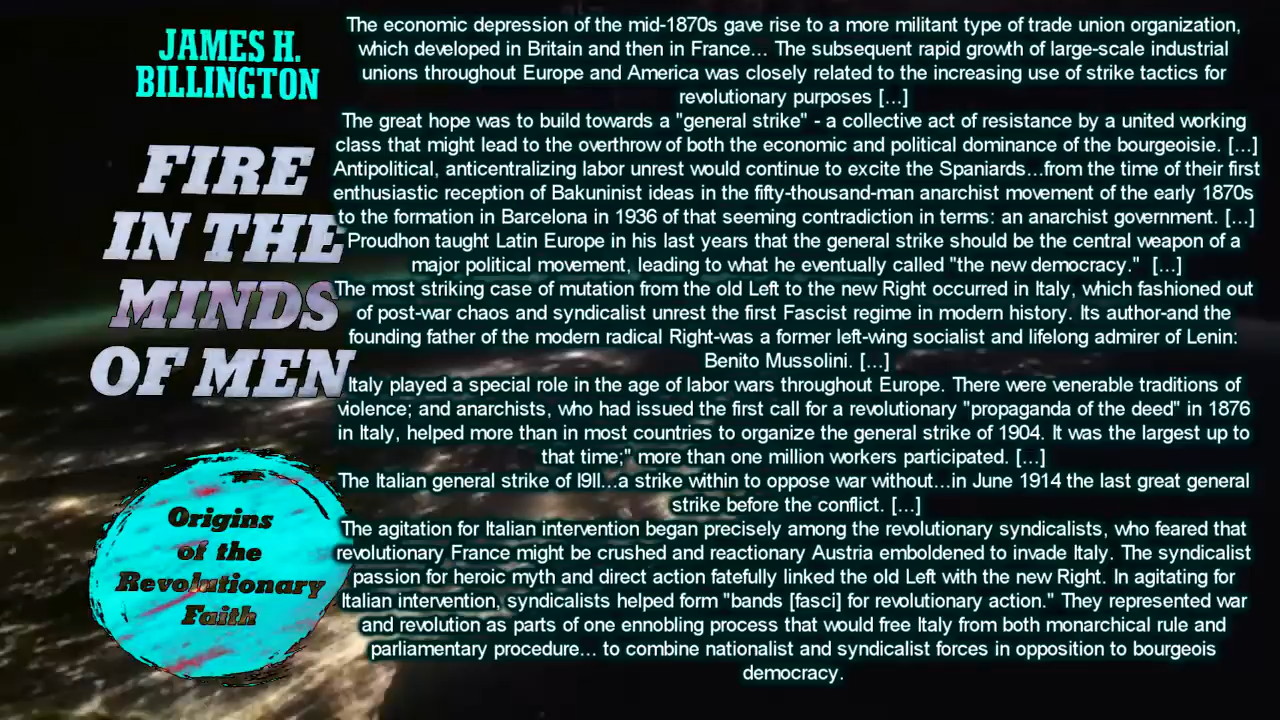 JAMES H.
BILLINGTON
FIRE
IN THE
MINDS
OF MEN
Origins
of the
Revolutionary
Faith
The economic depression of the mid-1870s gave rise to a more militant type of trade union organization,
which developed in Britain and then in France... The subsequent rapid growth of large-scale industrial
unions throughout Europe and America was closely related to the increasing use of strike tactics for
revolutionary purposes [...]
The great hope was to build towards a "general strike" - a collective act of resistance by a united working
class that might lead to the overthrow of both the economic and political dominance of the bourgeoisie. [...]
Antipolitical, anticentralizing labor unrest would continue to excite the Spaniards...from the time of their first
enthusiastic reception of Bakuninist ideas in the fifty-thousand-man anarchist movement of the early 1870s
to the formation in Barcelona in 1936 of that seeming contradiction in terms: an anarchist government. [...]
Proudhon taught Latin Europe in his last years that the general strike should be the central weapon of a
major political movement, leading to what he eventually called "the new democracy." [...]
The most striking case of mutation from the old Left to the new Right occurred in Italy, which fashioned out
of post-war chaos and syndicalist unrest the first Fascist regime in modern history. Its author-and the
founding father of the modern radical Right-was a former left-wing socialist and lifelong admirer of Lenin:
Benito Mussolini. [...]
Italy played a special role in the age of labor wars throughout Europe. There were venerable traditions of
violence; and anarchists, who had issued the first call for a revolutionary "propaganda of the deed" in 1876
in Italy, helped more than in most countries to organize the general strike of 1904. It was the largest up to
that time;" more than one million workers participated. [...]
The Italian general strike of I9II...a strike within to oppose war without...in June 1914 the last great general
strike before the conflict. [...]
The agitation for Italian intervention began precisely among the revolutionary syndicalists, who feared that
revolutionary France might be crushed and reactionary Austria emboldened to invade Italy. The syndicalist
passion for heroic myth and direct action fatefully linked the old Left with the new Right. In agitating for
Italian intervention, syndicalists helped form "bands [fasci] for revolutionary action." They represented war
and revolution as parts of one ennobling process that would free Italy from both monarchical rule and
parliamentary procedure... to combine nationalist and syndicalist forces in opposition to bourgeois
democracy.